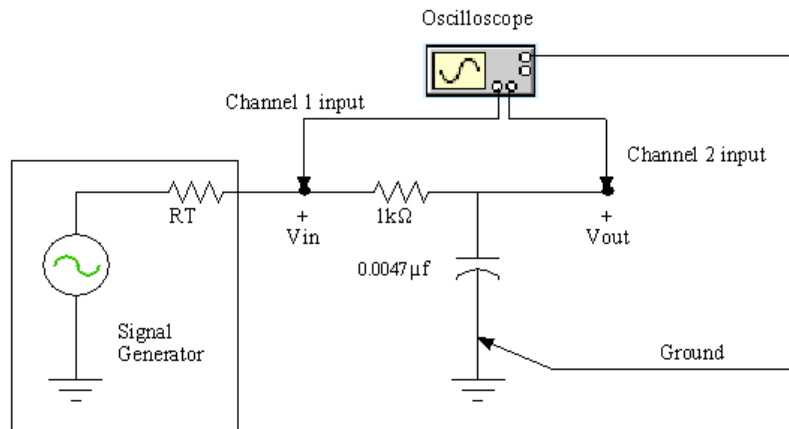 Oscilloscope
Channel 1 input
Channel 2 input
RT
+
Vin
1kΩ
+
Vout
0.0047µf
Signal
Generator
Ground